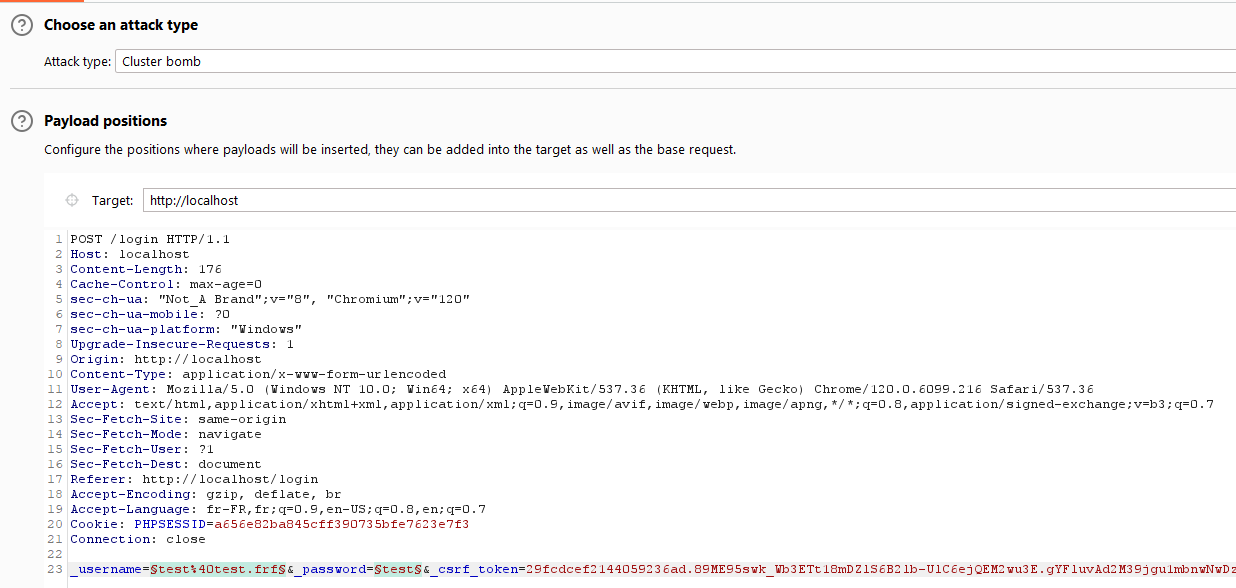 Choose an attack type
Attack type: Cluster bomb
Payload positions
Configure the positions where payloads will be inserted, they can be added into the target as well as the base request.
Target: http://localhost
1 POST /login HTTP/1.1
2 Host: localhost
3 Content-Length: 176
4 Cache-Control: max-age=0
5 sec-ch-ua: "Not_A Brand";v="8", "Chromium";v="120"
6 sec-ch-ua-mobile: ?0
7 sec-ch-ua-platform: "Windows"
8 Upgrade-Insecure-Requests: 1
9 Origin: http://localhost
10 Content-Type: application/x-www-form-urlencoded
11 User-Agent: Mozilla/5.0 (Windows NT 10.0; Win64; x64) AppleWebKit/537.36 (KHTML, like Gecko) Chrome/120.0.6099.216 Safari/537.36
12 Accept: text/html,application/xhtml+xml,application/xml;q=0.9,image/avif,image/webp,image/apng,*/*;q=0.8,application/signed-exchange;v=b3;q=0.7
13 Sec-Fetch-Site: same-origin
14 Sec-Fetch-Mode: navigate
15 Sec-Fetch-User: ?1
16 Sec-Fetch-Dest: document
17 Referer: http://localhost/login
18 Accept-Encoding: gzip, deflate, br
19 Accept-Language: fr-FR,fr;q=0.9,en-US;q=0.8,en;q=0.7
20 Cookie: PHPSESSID=a656e82ba845cff390735bfe7623e7f3
21 Connection: close
22
23 _username=§test%40test.frf§&_password=§test§&_csrf_token=29fcdcef2144059236ad.89ME95swk_Wb3ETt18mDZlS6B2lb-UlC6ejQEM2wu3E.gYFluvAd2M39jgu1mbnwNwDz